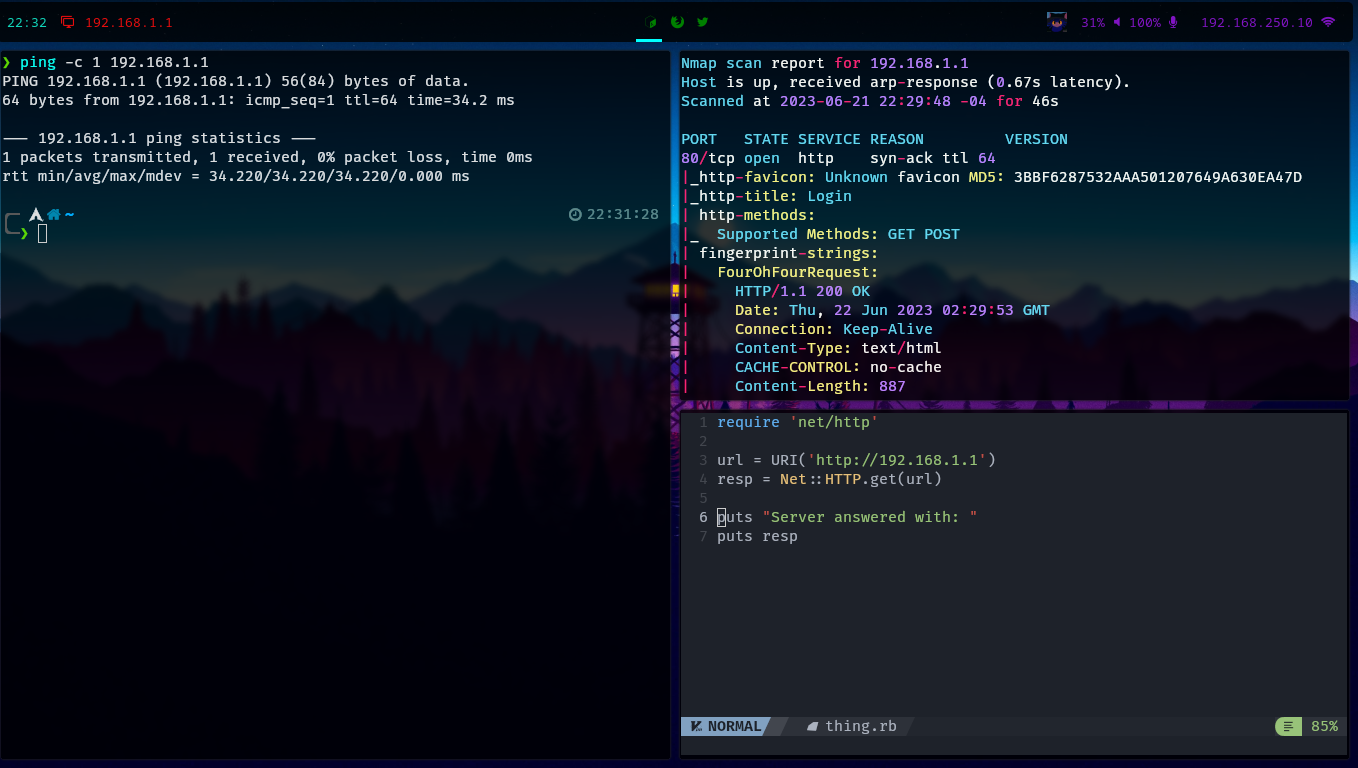 22:32 192.168.1.1
31% 100% 192.168.250.10
❯ ping -c 1 192.168.1.1
PING 192.168.1.1 (192.168.1.1) 56(84) bytes of data.
64 bytes from 192.168.1.1: icmp_seq=1 ttl=64 time=34.2 ms
--- 192.168.1.1 ping statistics ---
1 packets transmitted, 1 received, 0% packet loss, time 0ms
rtt min/avg/max/mdev = 34.220/34.220/34.220/0.000 ms
~ 22:31:28
❯
Nmap scan report for 192.168.1.1
Host is up, received arp-response (0.67s latency).
Scanned at 2023-06-21 22:29:48 -04 for 46s
PORT STATE SERVICE REASON VERSION
80/tcp open http syn-ack ttl 64
|_http-favicon: Unknown favicon MD5: 3BBF6287532AAA501207649A630EA47D
|_http-title: Login
| http-methods:
|_ Supported Methods: GET POST
| fingerprint-strings:
| FourOhFourRequest:
| HTTP/1.1 200 OK
| Date: Thu, 22 Jun 2023 02:29:53 GMT
| Connection: Keep-Alive
| Content-Type: text/html
| CACHE-CONTROL: no-cache
| Content-Length: 887
1 require 'net/http'
2
3 url = URI('http://192.168.1.1')
4 resp = Net::HTTP.get(url)
5
6 puts "Server answered with: "
7 puts resp
NORMAL thing.rb 85%